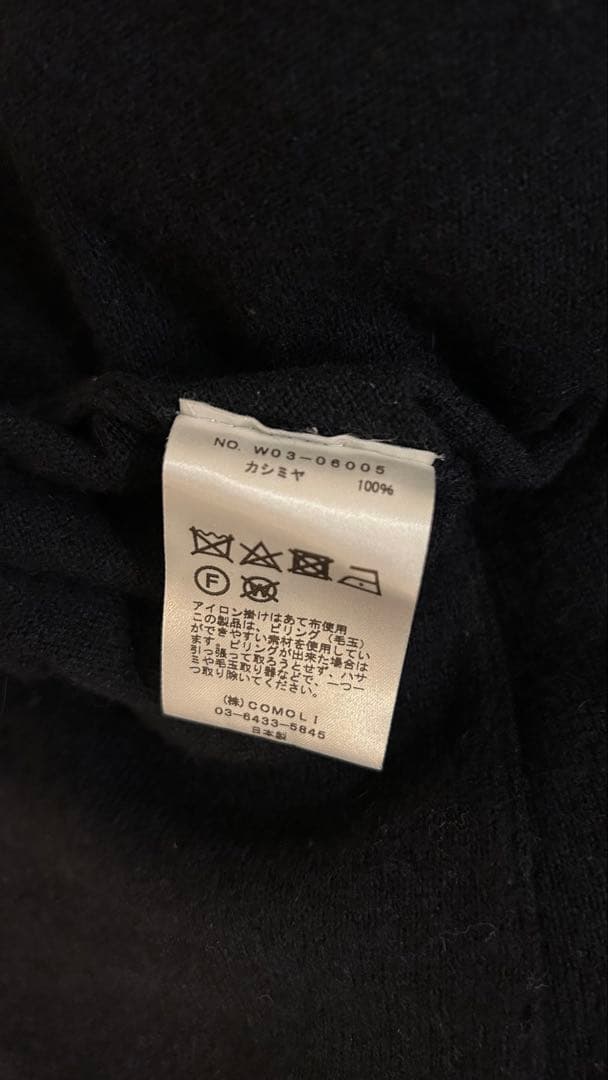 NO. W03-06005
カシミヤ 100%
F W
アイロン掛けはあて布使用
この製品は、ピリング(毛玉)
ができやすい素材を使用してい
ます。ピリングが出来た場合は
引っ張って取ろうとせず、ハサ
ミや毛玉取り器などで、一つ一
つ取り除いてください。
(株)COMOLI
03-6433-5845
日本製